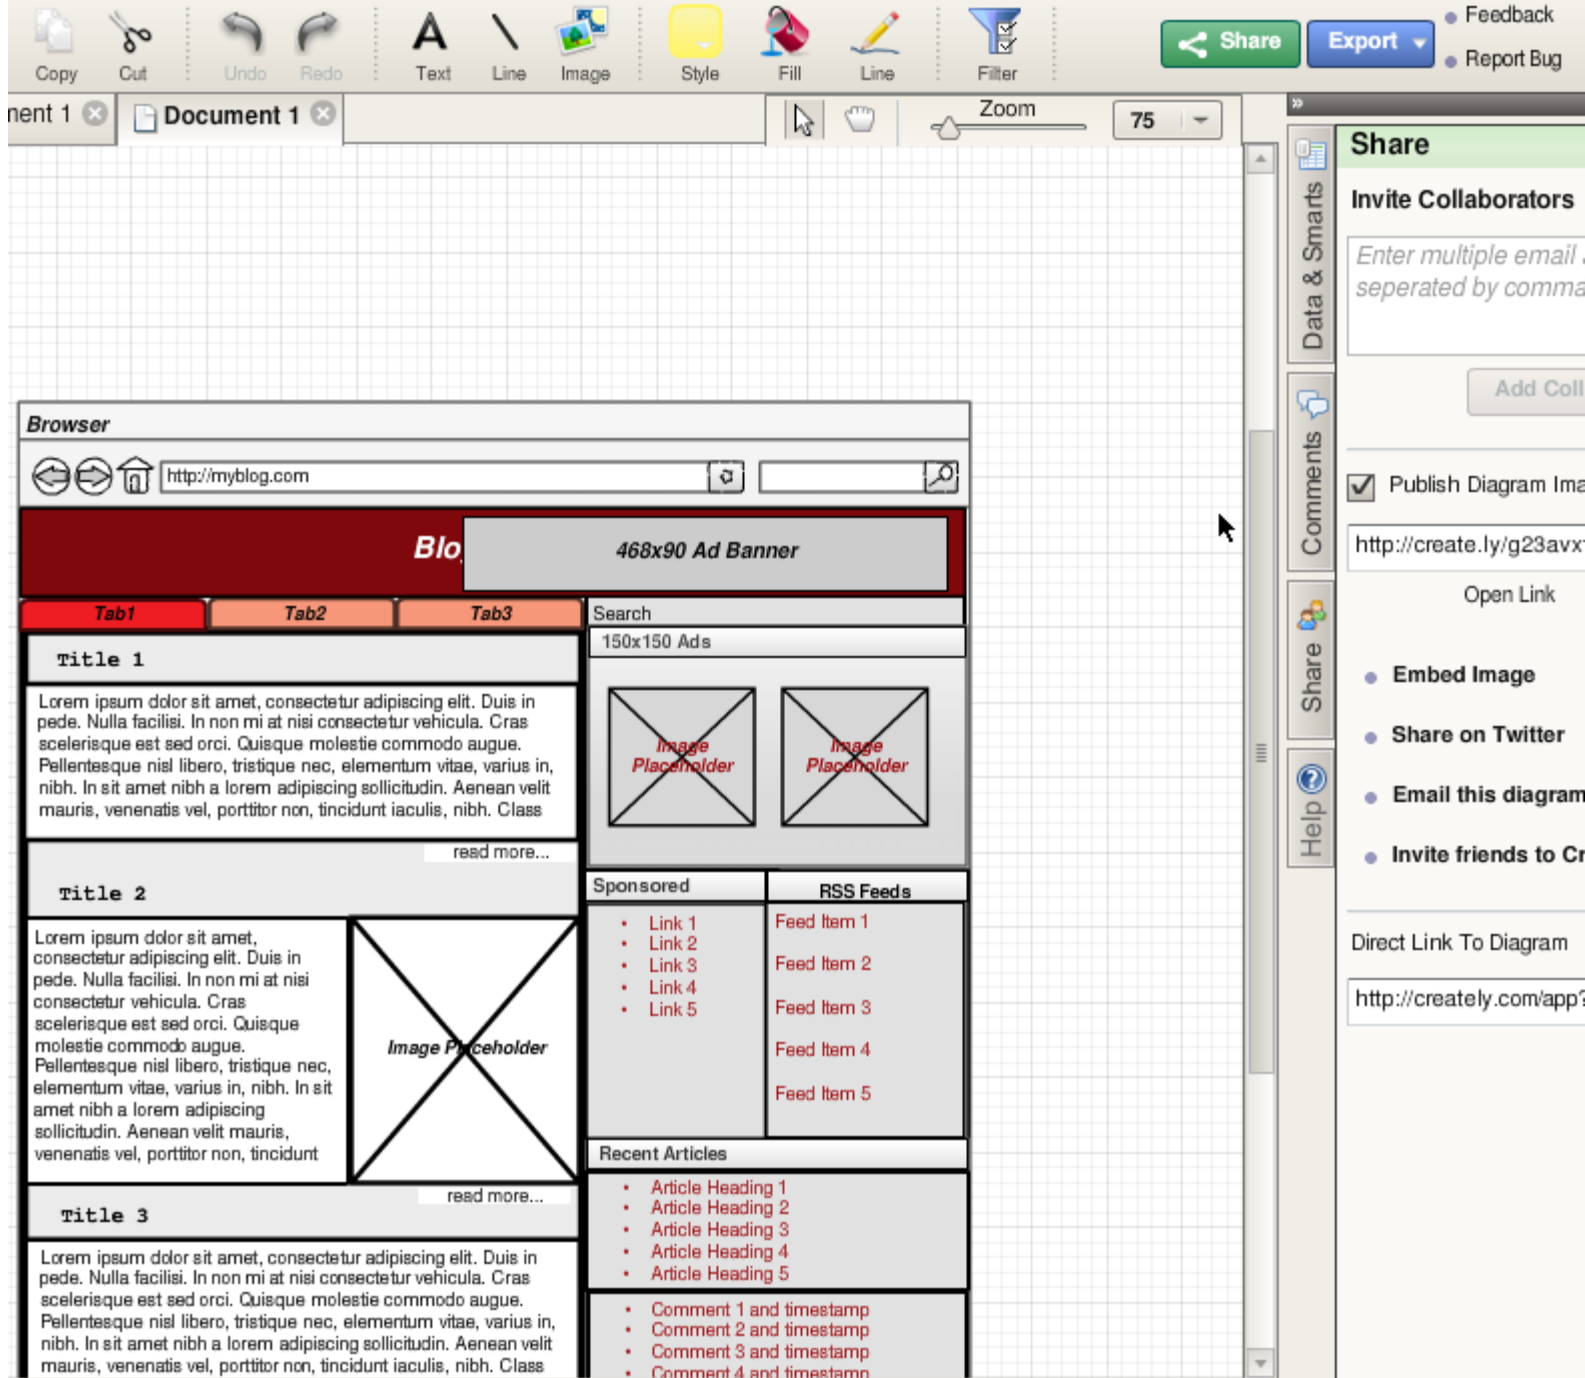 Copy
Cut
Undo
Redo
Text
Line
Image
Style
Fill
Line
Filter
Share
Export
Feedback
Report Bug
ment 1
Document 1
Zoom
75
Data & Smarts
Comments
Share
Help
Share
Invite Collaborators
Enter multiple email
seperated by comma
Add Coll
Publish Diagram Ima
http://create.ly/g23avx
Open Link
Embed Image
Share on Twitter
Email this diagram
Invite friends to Cr
Direct Link To Diagram
http://creately.com/app?
Browser
http://myblog.com
Blo
468x90 Ad Banner
Tab1
Tab2
Tab3
Search
Title 1
Lorem ipsum dolor sit amet, consectetur adipiscing elit. Duis in
pede. Nulla facilisi. In non mi at nisi consectetur vehicula. Cras
scelerisque est sed orci. Quisque molestie commodo augue.
Pellentesque nisl libero, tristique nec, elementum vitae, varius in,
nibh. In sit amet nibh a lorem adipiscing sollicitudin. Aenean velit
mauris, venenatis vel, porttitor non, tincidunt iaculis, nibh. Class
read more...
Title 2
Lorem ipsum dolor sit amet,
consectetur adipiscing elit. Duis in
pede. Nulla facilisi. In non mi at nisi
consectetur vehicula. Cras
scelerisque est sed orci. Quisque
molestie commodo augue.
Pellentesque nisl libero, tristique nec,
elementum vitae, varius in, nibh. In sit
amet nibh a lorem adipiscing
sollicitudin. Aenean velit mauris,
venenatis vel, porttitor non, tincidunt
Image Placeholder
read more...
Title 3
Lorem ipsum dolor sit amet, consectetur adipiscing elit. Duis in
pede. Nulla facilisi. In non mi at nisi consectetur vehicula. Cras
scelerisque est sed orci. Quisque molestie commodo augue.
Pellentesque nisl libero, tristique nec, elementum vitae, varius in,
nibh. In sit amet nibh a lorem adipiscing sollicitudin. Aenean velit
mauris, venenatis vel, porttitor non, tincidunt iaculis, nibh. Class
150x150 Ads
Image
Placeholder
Image
Placeholder
Sponsored
Link 1
Link 2
Link 3
Link 4
Link 5
RSS Feeds
Feed Item 1
Feed Item 2
Feed Item 3
Feed Item 4
Feed Item 5
Recent Articles
Article Heading 1
Article Heading 2
Article Heading 3
Article Heading 4
Article Heading 5
Comment 1 and timestamp
Comment 2 and timestamp
Comment 3 and timestamp
Comment 4 and timestamp